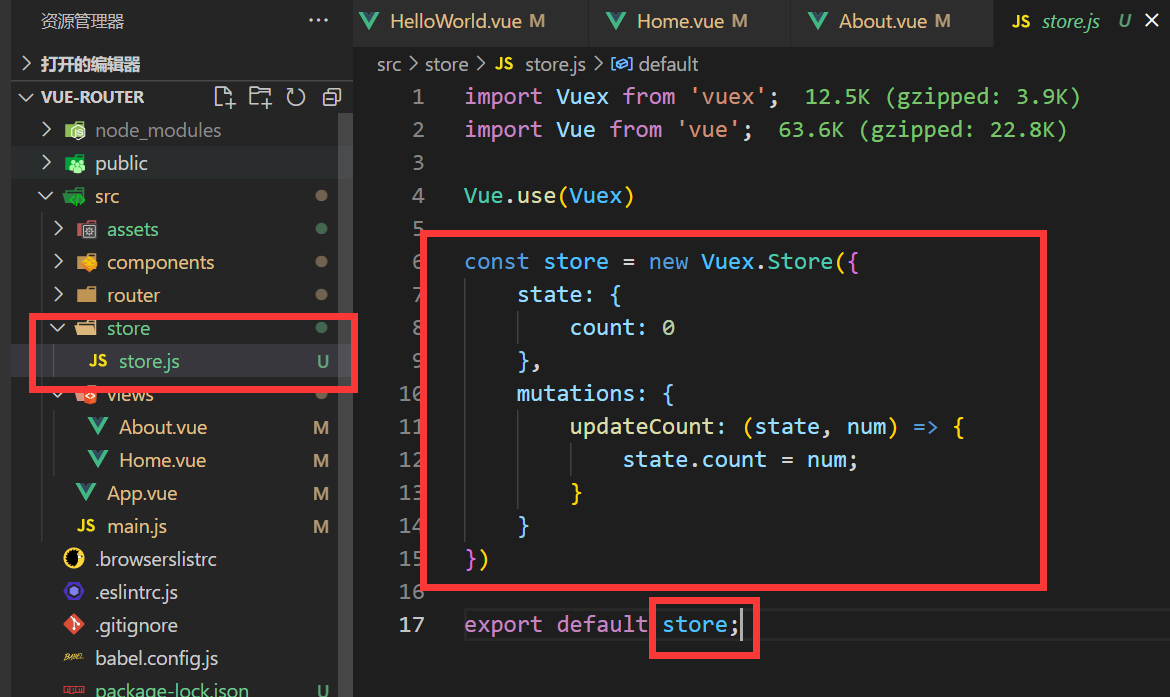 资源管理器
···
打开的编辑器
VUE-ROUTER
node_modules
public
src
assets
components
router
store
JS store.js U
views
About.vue M
Home.vue M
App.vue M
JS main.js M
.browserslistrc
.eslintrc.js
.gitignore
BABEL babel.config.js
package-lock.json U
HelloWorld.vue M
Home.vue M
About.vue M
JS store.js U
src > store > JS store.js > default
1 import Vuex from 'vuex'; 12.5K (gzipped: 3.9K)
2 import Vue from 'vue'; 63.6K (gzipped: 22.8K)
3
4 Vue.use(Vuex)
5
6 const store = new Vuex.Store({
7 state: {
8 count: 0
9 },
10 mutations: {
11 updateCount: (state, num) => {
12 state.count = num;
13 }
14 }
15 })
16
17 export default store;